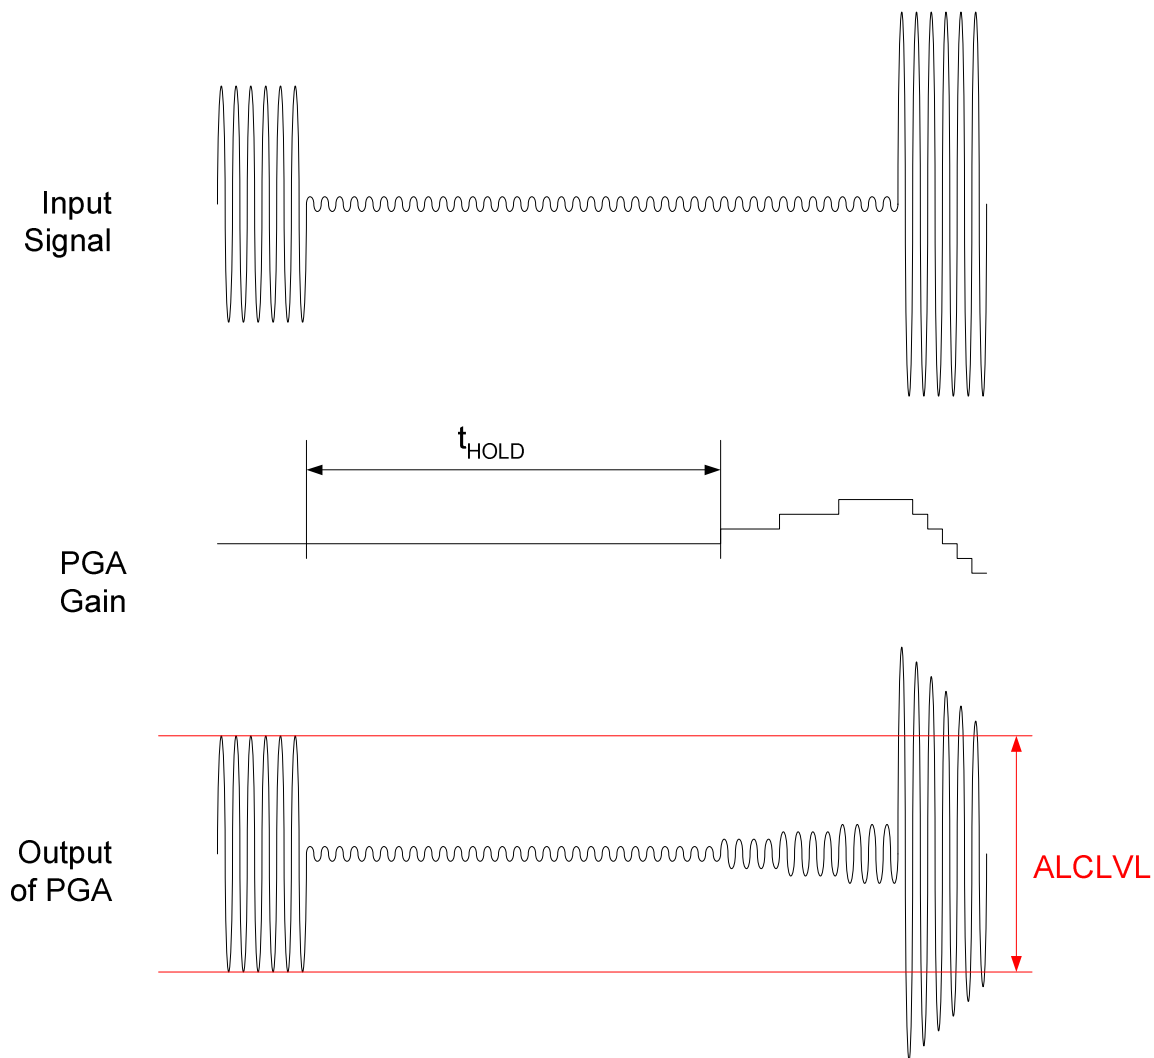 Input
Signal
tHOLD
PGA
Gain
Output
of PGA
ALCLVL